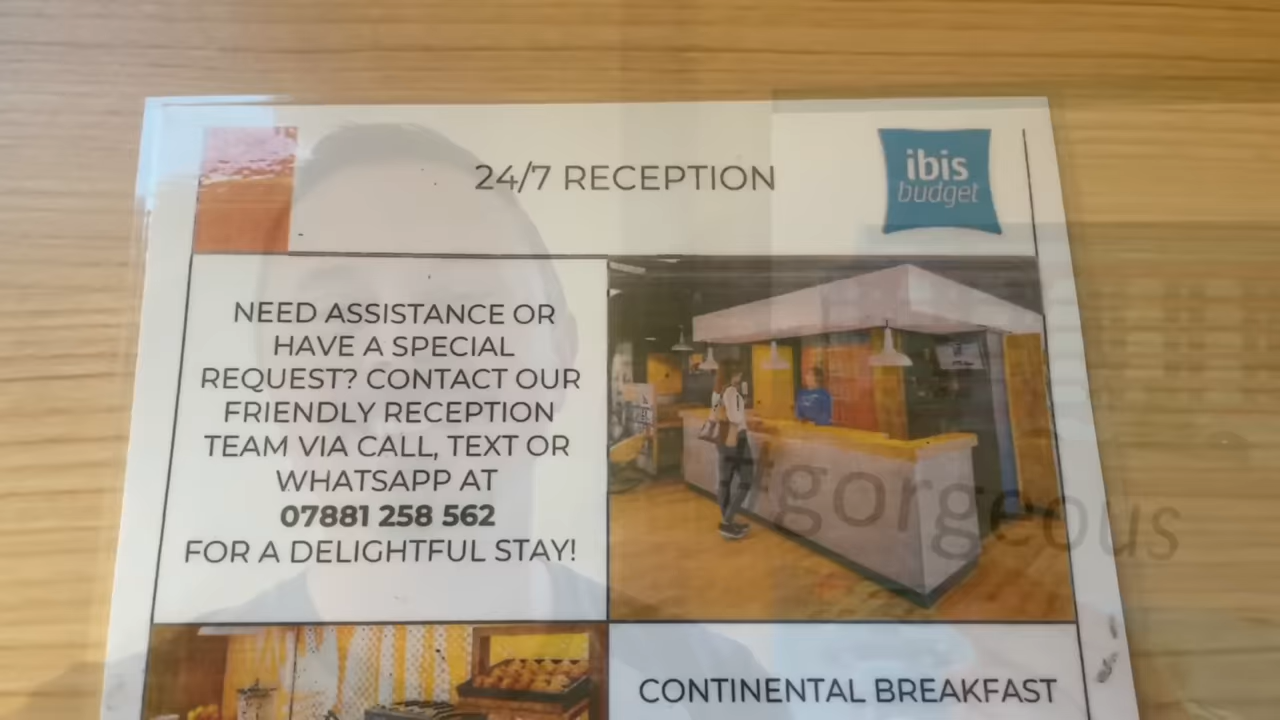 24/7 RECEPTION
ibis
budget
NEED ASSISTANCE OR
HAVE A SPECIAL
REQUEST? CONTACT OUR
FRIENDLY RECEPTION
TEAM VIA CALL, TEXT OR
WHATSAPP AT
07881 258 562
FOR A DELIGHTFUL STAY!
#gorgeous
CONTINENTAL BREAKFAST